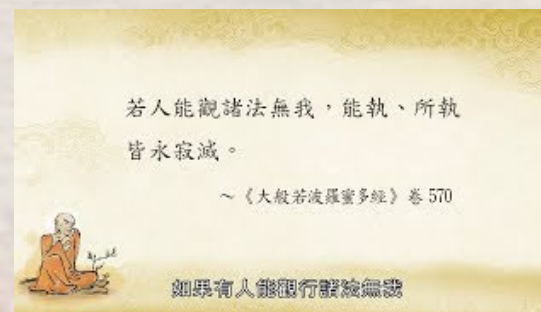 若人能觀諸法無我，能執、所執
皆永寂滅。
～《大般若波羅蜜多經》卷 570
如果有人能觀行諸法無我